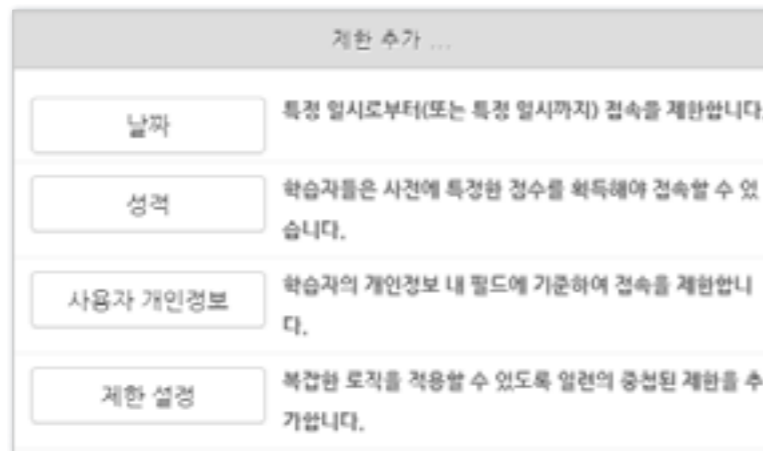 제한 추가 ...
날짜
특정 일시로부터(또는 특정 일시까지) 접속을 제한합니다.
성적
학습자들은 사전에 특정한 점수를 획득해야 접속할 수 있
습니다.
사용자 개인정보
학습자의 개인정보 내 필드에 기준하여 접속을 제한합니
다.
제한 설정
복잡한 로직을 적용할 수 있도록 일련의 중첩된 제한을 추
가합니다.